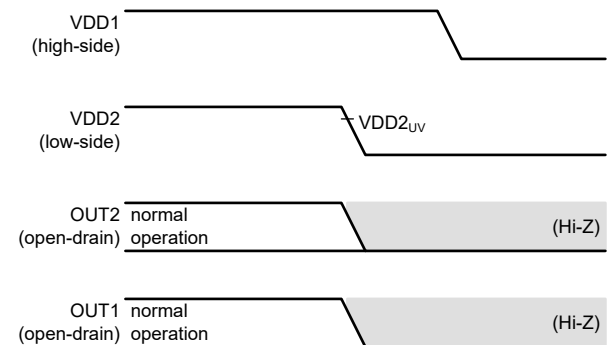 VDD1
(high-side)
VDD2
(low-side)
VDD2UV
OUT2 normal
(open-drain) operation
(Hi-Z)
OUT1 normal
(open-drain) operation
(Hi-Z)